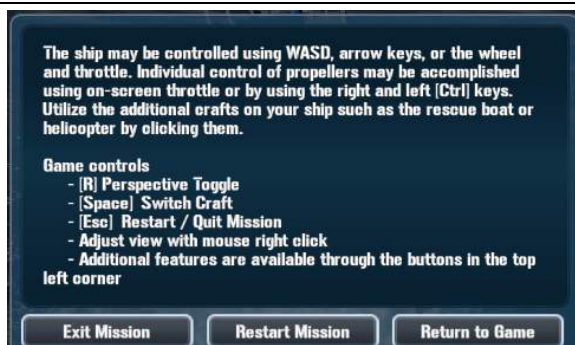 The ship may be controlled using WASD, arrow keys, or the wheel
and throttle. Individual control of propellers may be accomplished
using on-screen throttle or by using the right and left [Ctrl] keys.
Utilize the additional crafts on your ship such as the rescue boat or
helicopter by clicking them.
Game controls
- [R] Perspective Toggle
- [Space] Switch Craft
- [Esc] Restart / Quit Mission
- Adjust view with mouse right click
- Additional features are available through the buttons in the top
left corner
Exit Mission
Restart Mission
Return to Game